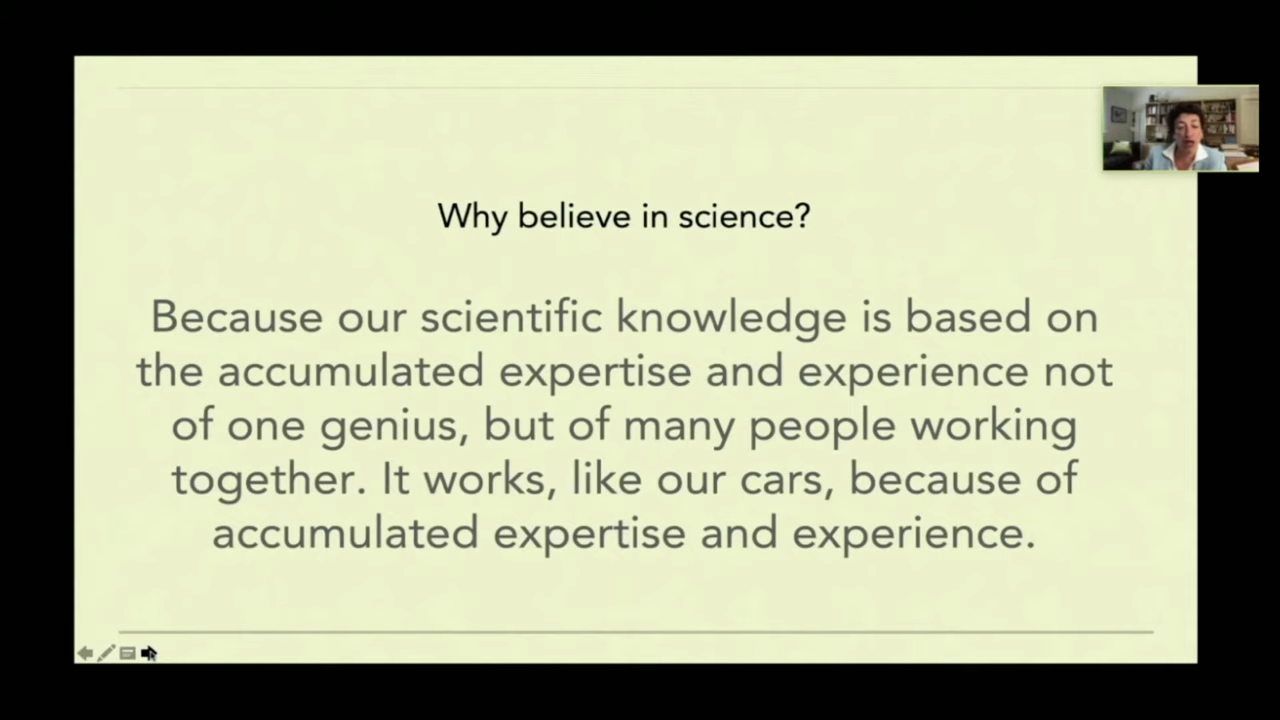 Why believe in science?
Because our scientific knowledge is based on
the accumulated expertise and experience not
of one genius, but of many people working
together. It works, like our cars, because of
accumulated expertise and experience.